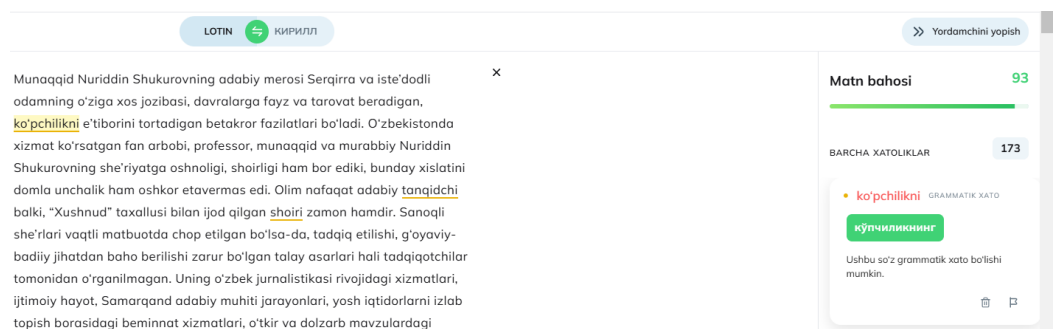 LOTIN КИРИЛЛ
Yordamchini yopish
Munaqqid Nuriddin Shukurovning adabiy merosi Serqirra va iste’dodli
odamning o‘ziga xos jozibasi, davralarga fayz va tarovat beradigan,
ko‘pchilikni e’tiborini tortadigan betakror fazilatlari bo‘ladi. O‘zbekistonda
xizmat ko‘rsatgan fan arbobi, professor, munaqqid va murabbiy Nuriddin
Shukurovning she’riyatga oshnoligi, shoirligi ham bor ediki, bunday xislatini
domla unchalik ham oshkor etavermas edi. Olim nafaqat adabiy tanqidchi
balki, “Xushnud” taxallusi bilan ijod qilgan shoiri zamon hamdir. Sanoqli
she’rlari vaqtli matbuotda chop etilgan bo‘lsa-da, tadqiq etilishi, g‘oyaviy-
badiiy jihatdan baho berilishi zarur bo‘lgan talay asarlari hali tadqiqotchilar
tomonidan o‘rganilmagan. Uning o‘zbek jurnalistikasi rivojidagi xizmatlari,
ijtimoiy hayot, Samarqand adabiy muhiti jarayonlari, yosh iqtidorlarni izlab
topish borasidagi beminnat xizmatlari, o‘tkir va dolzarb mavzulardagi
Matn bahosi 93
BARCHA XATOLIKLAR 173
ko‘pchilikni GRAMMATIK XATO
кўпчиликнинг
Ushbu so‘z grammatik xato bo‘lishi
mumkin.